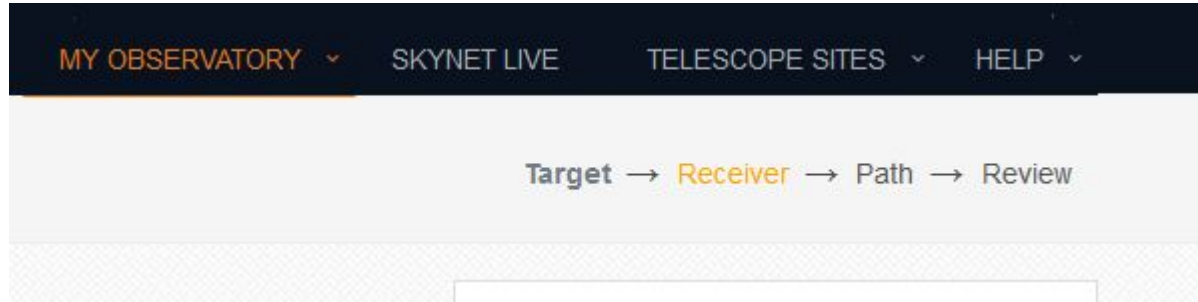 MY OBSERVATORY SKYNET LIVE TELESCOPE SITES HELP
Target → Receiver → Path → Review